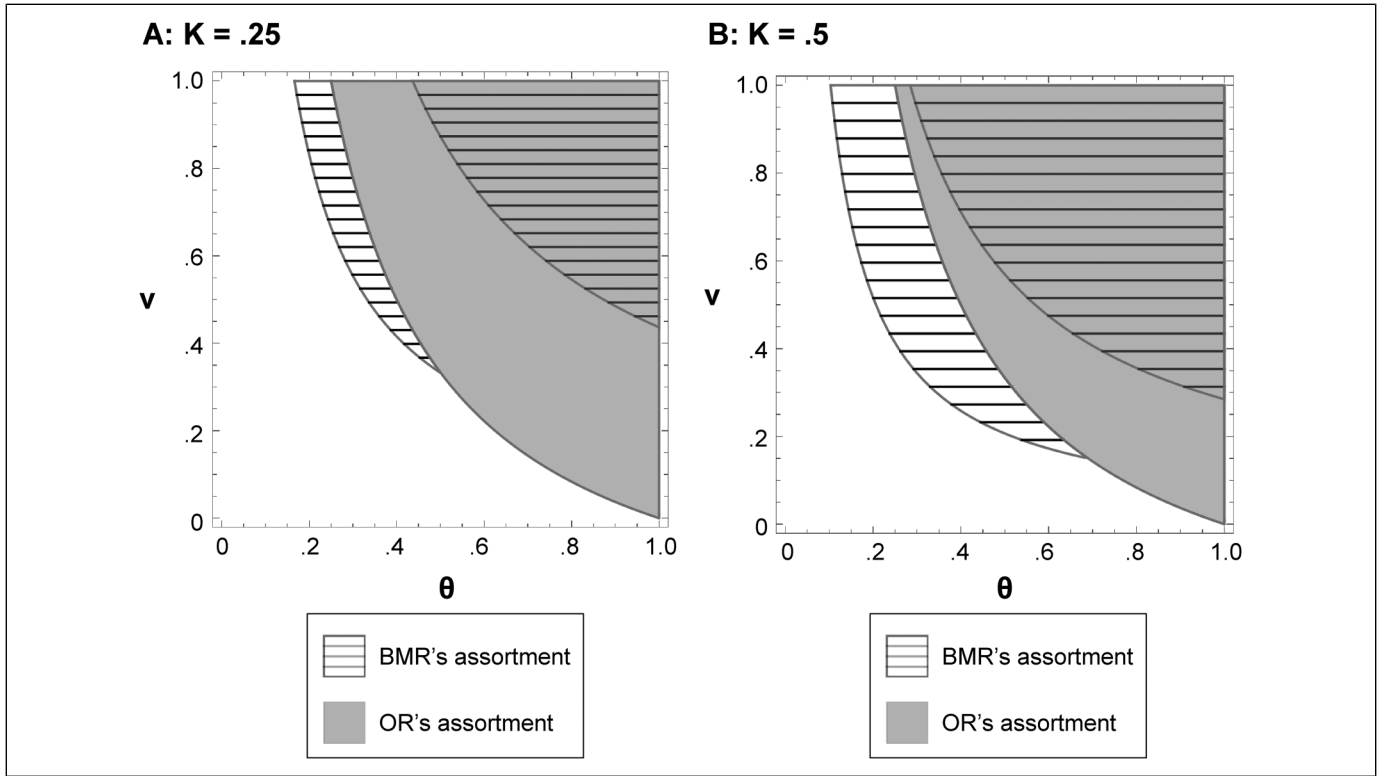 A: K = .25
B: K = .5
1.0
.8
.6
.4
.2
0
v
0 .2 .4 .6 .8 1.0
θ
1.0
.8
.6
.4
.2
0
v
0 .2 .4 .6 .8 1.0
θ
BMR's assortment
OR's assortment
BMR's assortment
OR's assortment